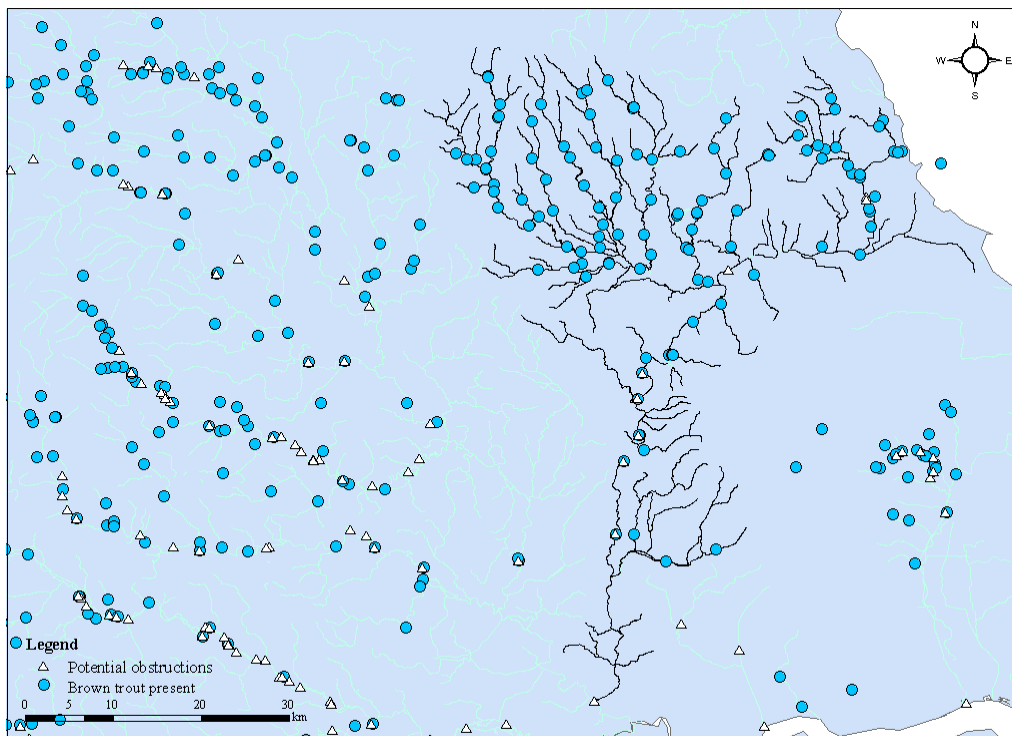 N
W E
S
Legend
Potential obstructions
Brown trout present
0 5 10 20 30
km